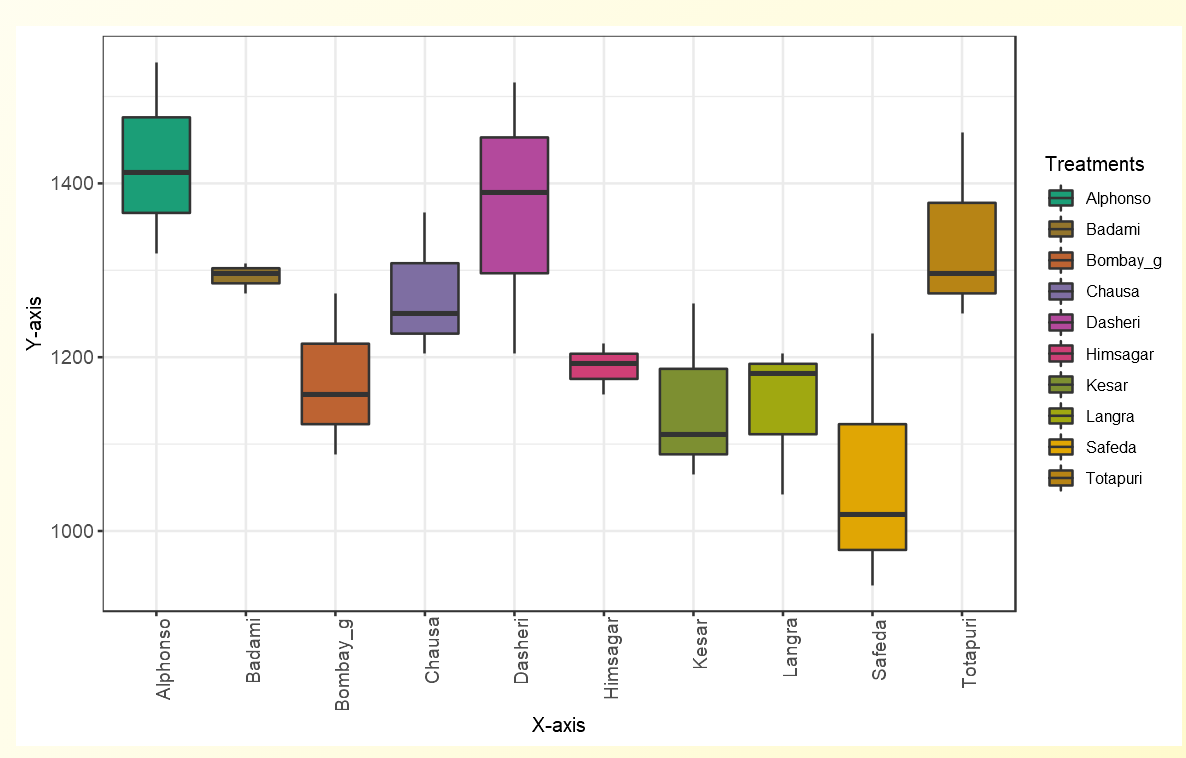 Y-axis
1400
1200
1000
Alphonso
Badami
Bombay_g
Chausa
Dasheri
Himsagar
Kesar
Langra
Safeda
Totapuri
X-axis
Treatments
Alphonso
Badami
Bombay_g
Chausa
Dasheri
Himsagar
Kesar
Langra
Safeda
Totapuri